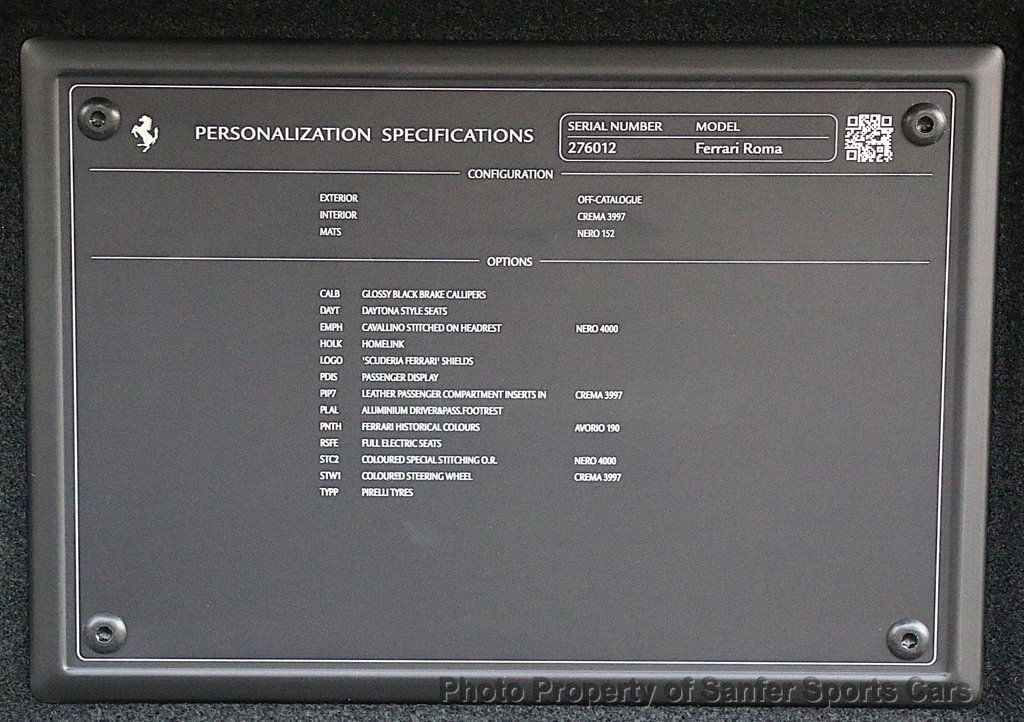 PERSONALIZATION SPECIFICATIONS
SERIAL NUMBER MODEL
276012 Ferrari Roma
CONFIGURATION
EXTERIOR OFF-CATALOGUE
INTERIOR CREMA 3997
MATS NERO 152
OPTIONS
CALB GLOSSY BLACK BRAKE CALLIPERS
DAYT DAYTONA STYLE SEATS
EMPH CAVALLINO STITCHED ON HEADREST NERO 4000
HOLK HOMELINK
LOGO 'SCUDERIA FERRARI' SHIELDS
PDIS PASSENGER DISPLAY
PIP7 LEATHER PASSENGER COMPARTMENT INSERTS IN CREMA 3997
PLAL ALUMINIUM DRIVER&PASS.FOOTREST
PNTH FERRARI HISTORICAL COLOURS AVORIO 190
RSFE FULL ELECTRIC SEATS
STC2 COLOURED SPECIAL STITCHING O.R. NERO 4000
STW1 COLOURED STEERING WHEEL CREMA 3997
TYPP PIRELLI TYRES
Photo Property of Sanfer Sports Cars